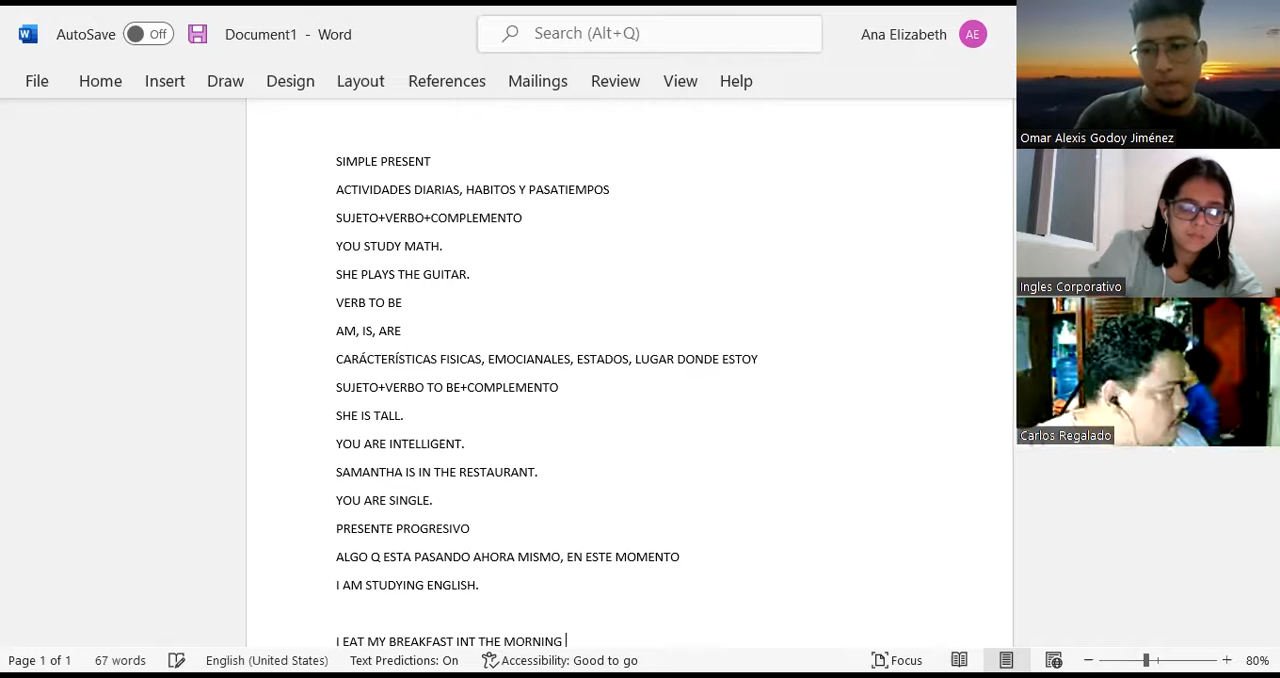 AutoSave Off Document1 - Word Search (Alt+Q) Ana Elizabeth AE
File Home Insert Draw Design Layout References Mailings Review View Help
SIMPLE PRESENT
ACTIVIDADES DIARIAS, HABITOS Y PASATIEMPOS
SUJETO+VERBO+COMPLEMENTO
YOU STUDY MATH.
SHE PLAYS THE GUITAR.
VERB TO BE
AM, IS, ARE
CARÁCTERÍSTICAS FISICAS, EMOCIANALES, ESTADOS, LUGAR DONDE ESTOY
SUJETO+VERBO TO BE+COMPLEMENTO
SHE IS TALL.
YOU ARE INTELLIGENT.
SAMANTHA IS IN THE RESTAURANT.
YOU ARE SINGLE.
PRESENTE PROGRESIVO
ALGO Q ESTA PASANDO AHORA MISMO, EN ESTE MOMENTO
I AM STUDYING ENGLISH.
I EAT MY BREAKFAST INT THE MORNING
Page 1 of 1 67 words English (United States) Text Predictions: On Accessibility: Good to go Focus 80%
Omar Alexis Godoy Jiménez
Ingles Corporativo
Carlos Regalado